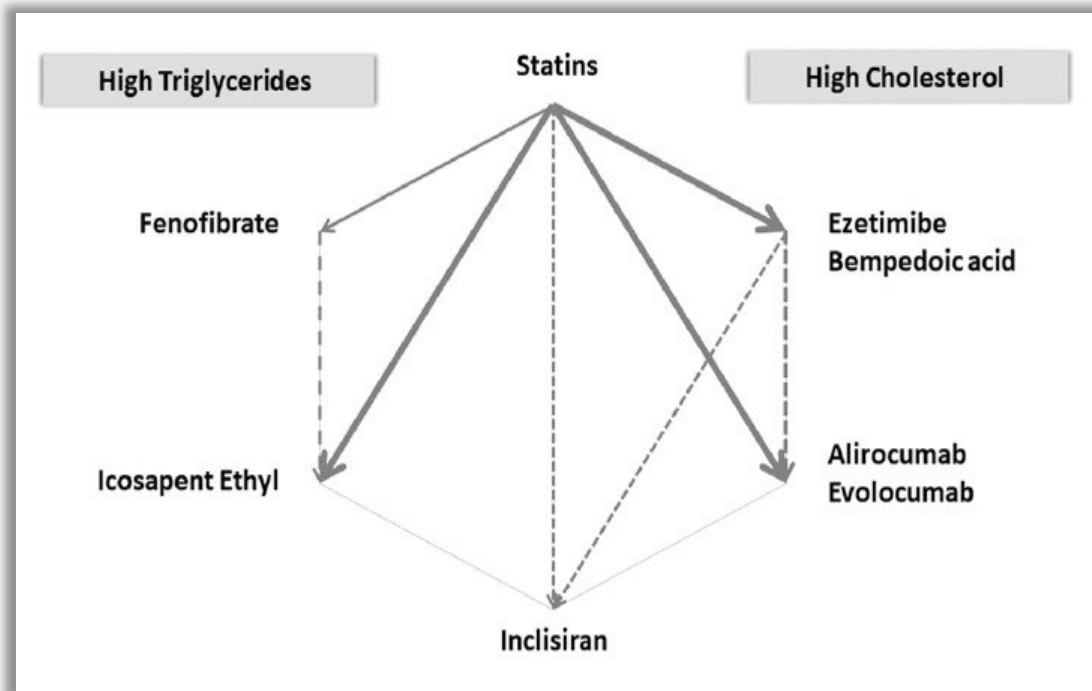 High Triglycerides
Statins
High Cholesterol
Fenofibrate
Ezetimibe
Bempedoic acid
Icosapent Ethyl
Alirocumab
Evolocumab
Inclisiran